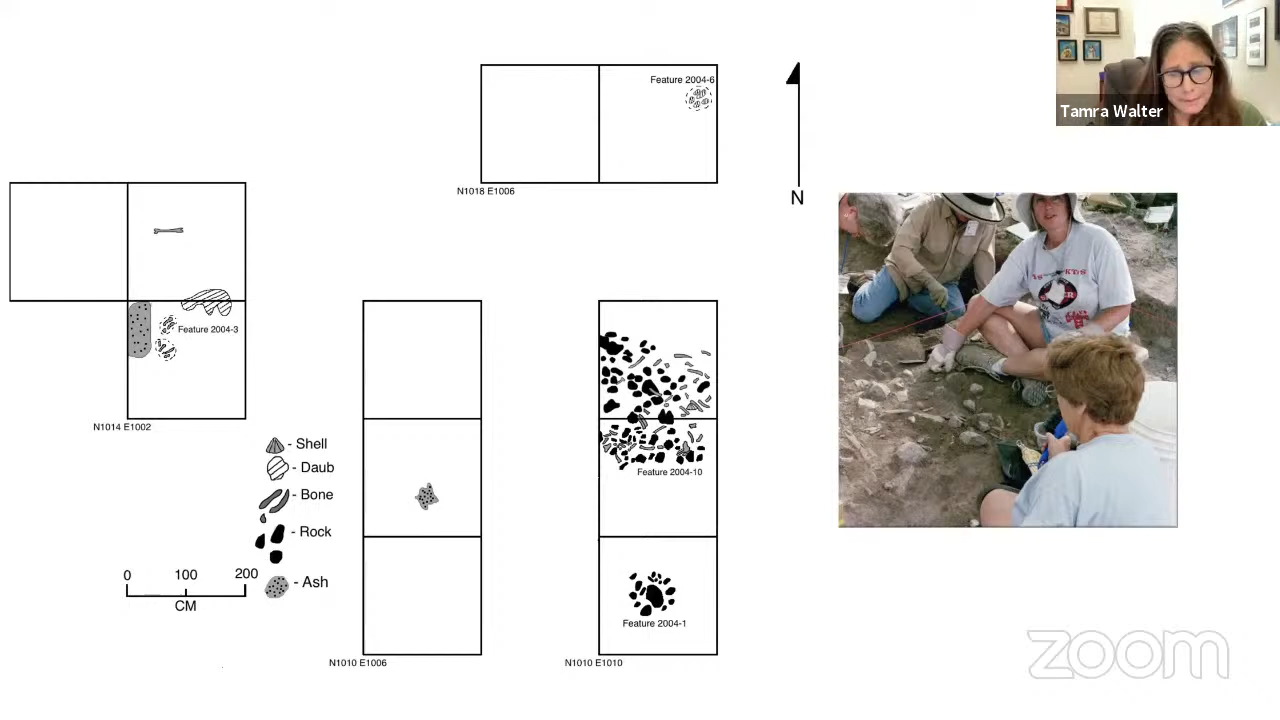 Tamra Walter
Feature 2004-6
N1018 E1006
N
Feature 2004-3
N1014 E1002
- Shell
- Daub
- Bone
- Rock
- Ash
0 100 200
CM
Feature 2004-10
Feature 2004-1
N1010 E1006
N1010 E1010
zoom